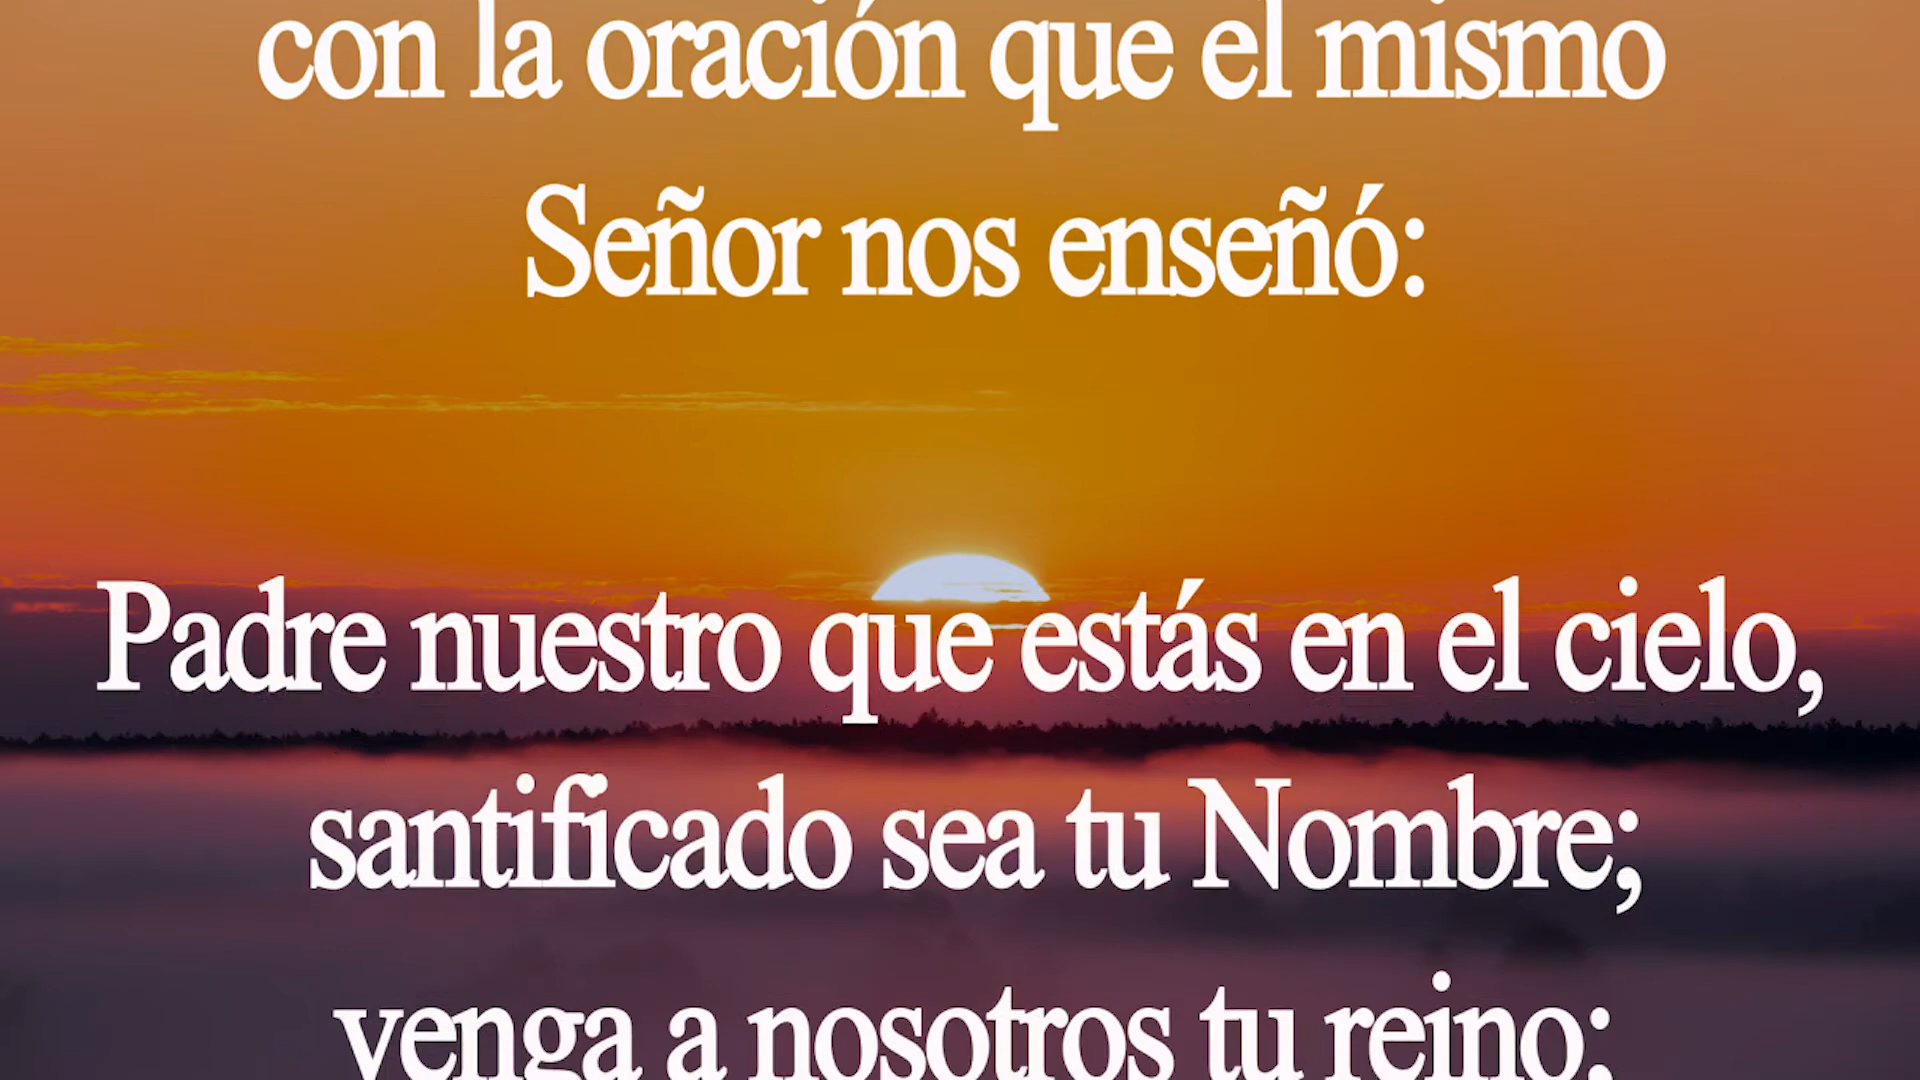 con la oración que el mismo
Señor nos enseñó:
Padre nuestro que estás en el cielo,
santificado sea tu Nombre;
venga a nosotros tu reino;